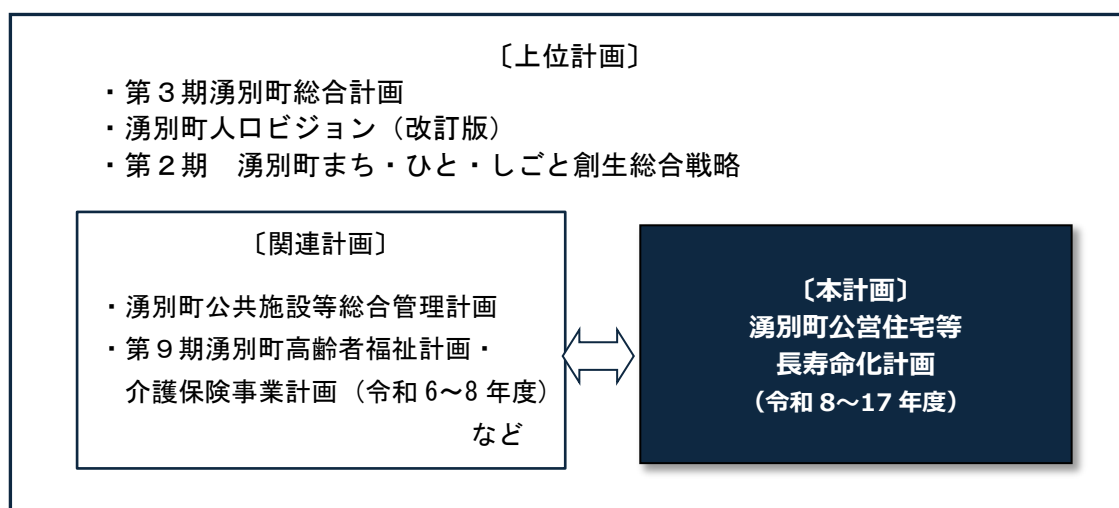 〔上位計画〕
・第３期湧別町総合計画
・湧別町人口ビジョン（改訂版）
・第２期　湧別町まち・ひと・しごと創生総合戦略
〔関連計画〕
・湧別町公共施設等総合管理計画
・第９期湧別町高齢者福祉計画・
介護保険事業計画（令和 6～8 年度）
など
〔本計画〕
湧別町公営住宅等
長寿命化計画
（令和 8～17 年度）